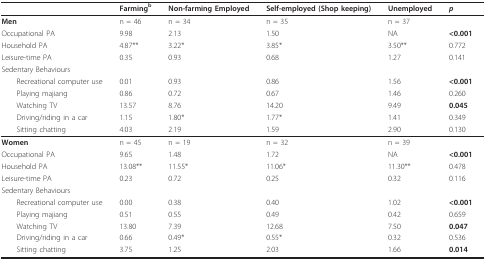 Farmingb Non-farming Employed Self-employed (Shop keeping) Unemployed p
Men n = 46 n = 34 n = 35 n = 37
Occupational PA 9.98 2.13 1.50 NA <0.001
Household PA 4.87** 3.22* 3.85* 3.50** 0.772
Leisure-time PA 0.35 0.93 0.68 1.27 0.141
Sedentary Behaviours
Recreational computer use 0.01 0.93 0.86 1.56 <0.001
Playing majiang 0.86 0.72 0.67 1.46 0.260
Watching TV 13.57 8.76 14.20 9.49 0.045
Driving/riding in a car 1.15 1.80* 1.77* 1.41 0.349
Sitting chatting 4.03 2.19 1.59 2.90 0.130
Women n = 45 n = 19 n = 32 n = 39
Occupational PA 9.65 1.48 1.72 NA <0.001
Household PA 13.08** 11.55* 11.06* 11.30** 0.478
Leisure-time PA 0.23 0.72 0.25 0.32 0.116
Sedentary Behaviours
Recreational computer use 0.00 0.38 0.40 1.02 <0.001
Playing majiang 0.51 0.55 0.49 0.42 0.659
Watching TV 13.80 7.39 12.68 7.50 0.047
Driving/riding in a car 0.66 0.49* 0.55* 0.32 0.536
Sitting chatting 3.75 1.25 2.03 1.66 0.014